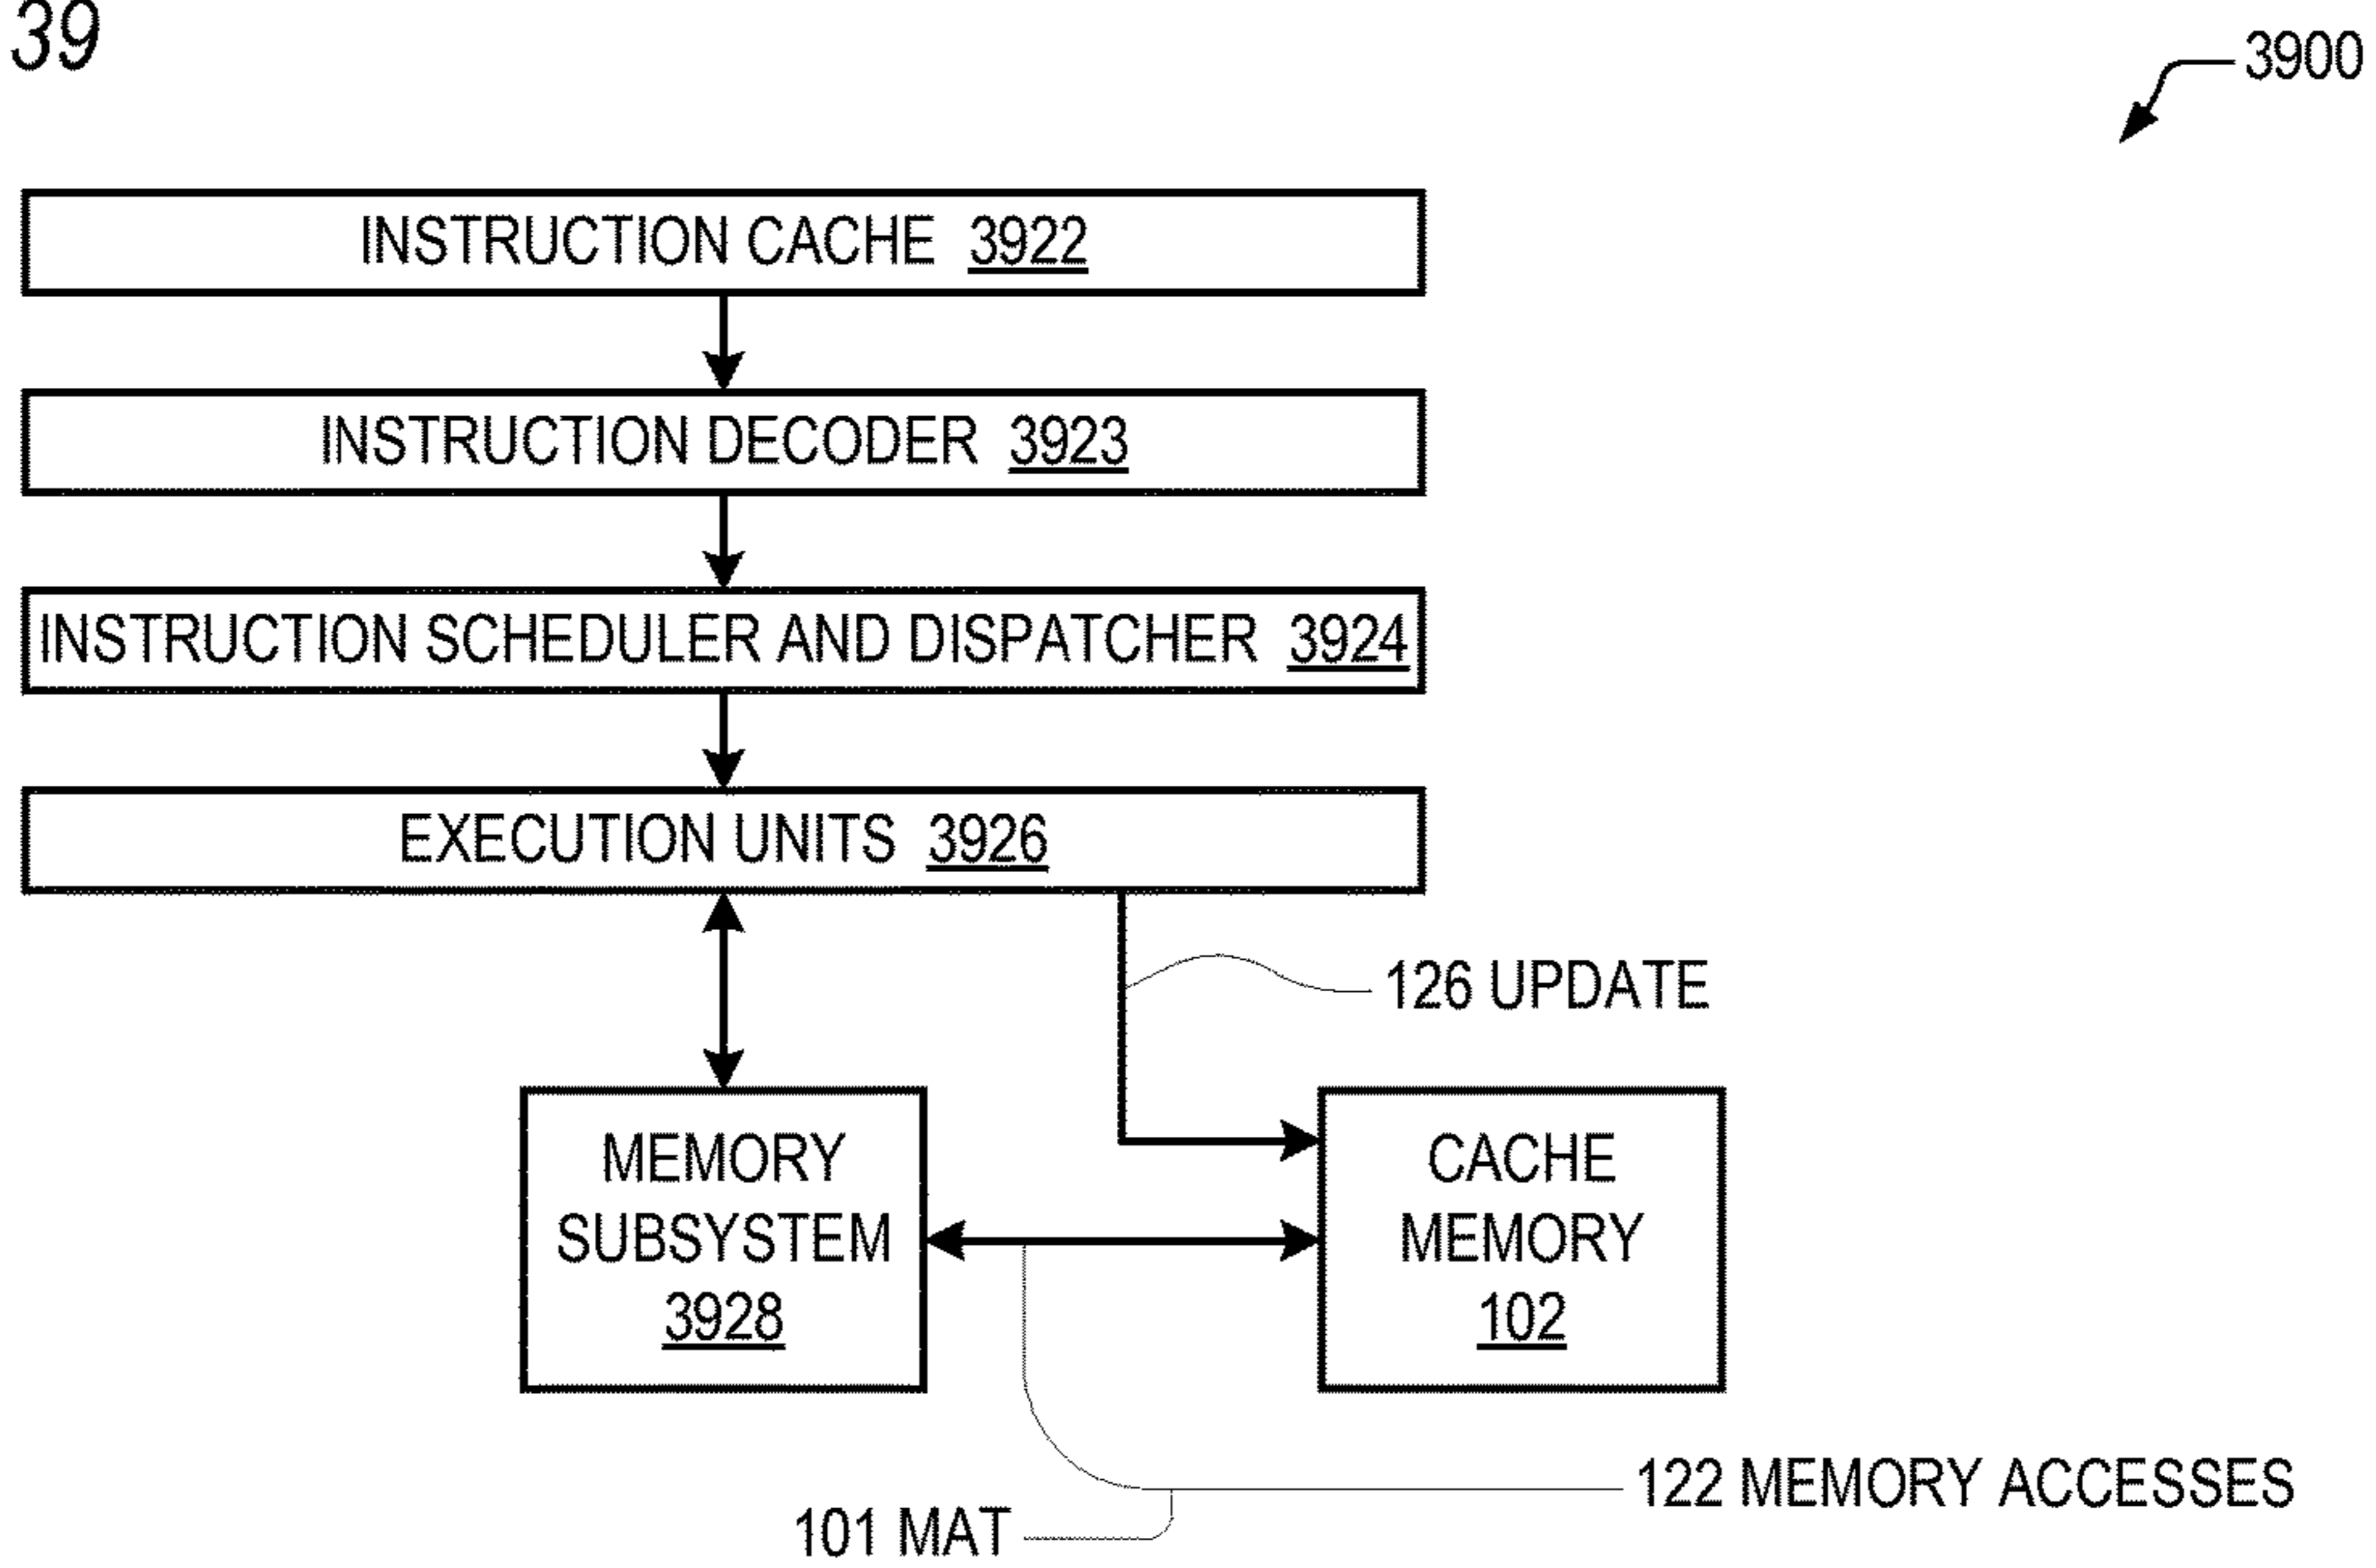 39
3900
INSTRUCTION CACHE 3922
INSTRUCTION DECODER 3923
INSTRUCTION SCHEDULER AND DISPATCHER 3924
EXECUTION UNITS 3926
126 UPDATE
MEMORY
SUBSYSTEM
3928
CACHE
MEMORY
102
122 MEMORY ACCESSES
101 MAT